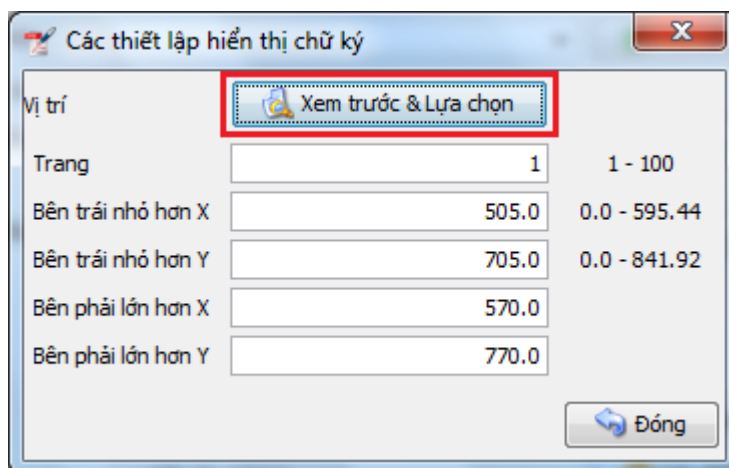 Các thiết lập hiển thị chữ ký
Vị trí Xem trước & Lựa chọn
Trang 1 1 - 100
Bên trái nhỏ hơn X 505.0 0.0 - 595.44
Bên trái nhỏ hơn Y 705.0 0.0 - 841.92
Bên phải lớn hơn X 570.0
Bên phải lớn hơn Y 770.0
Đóng